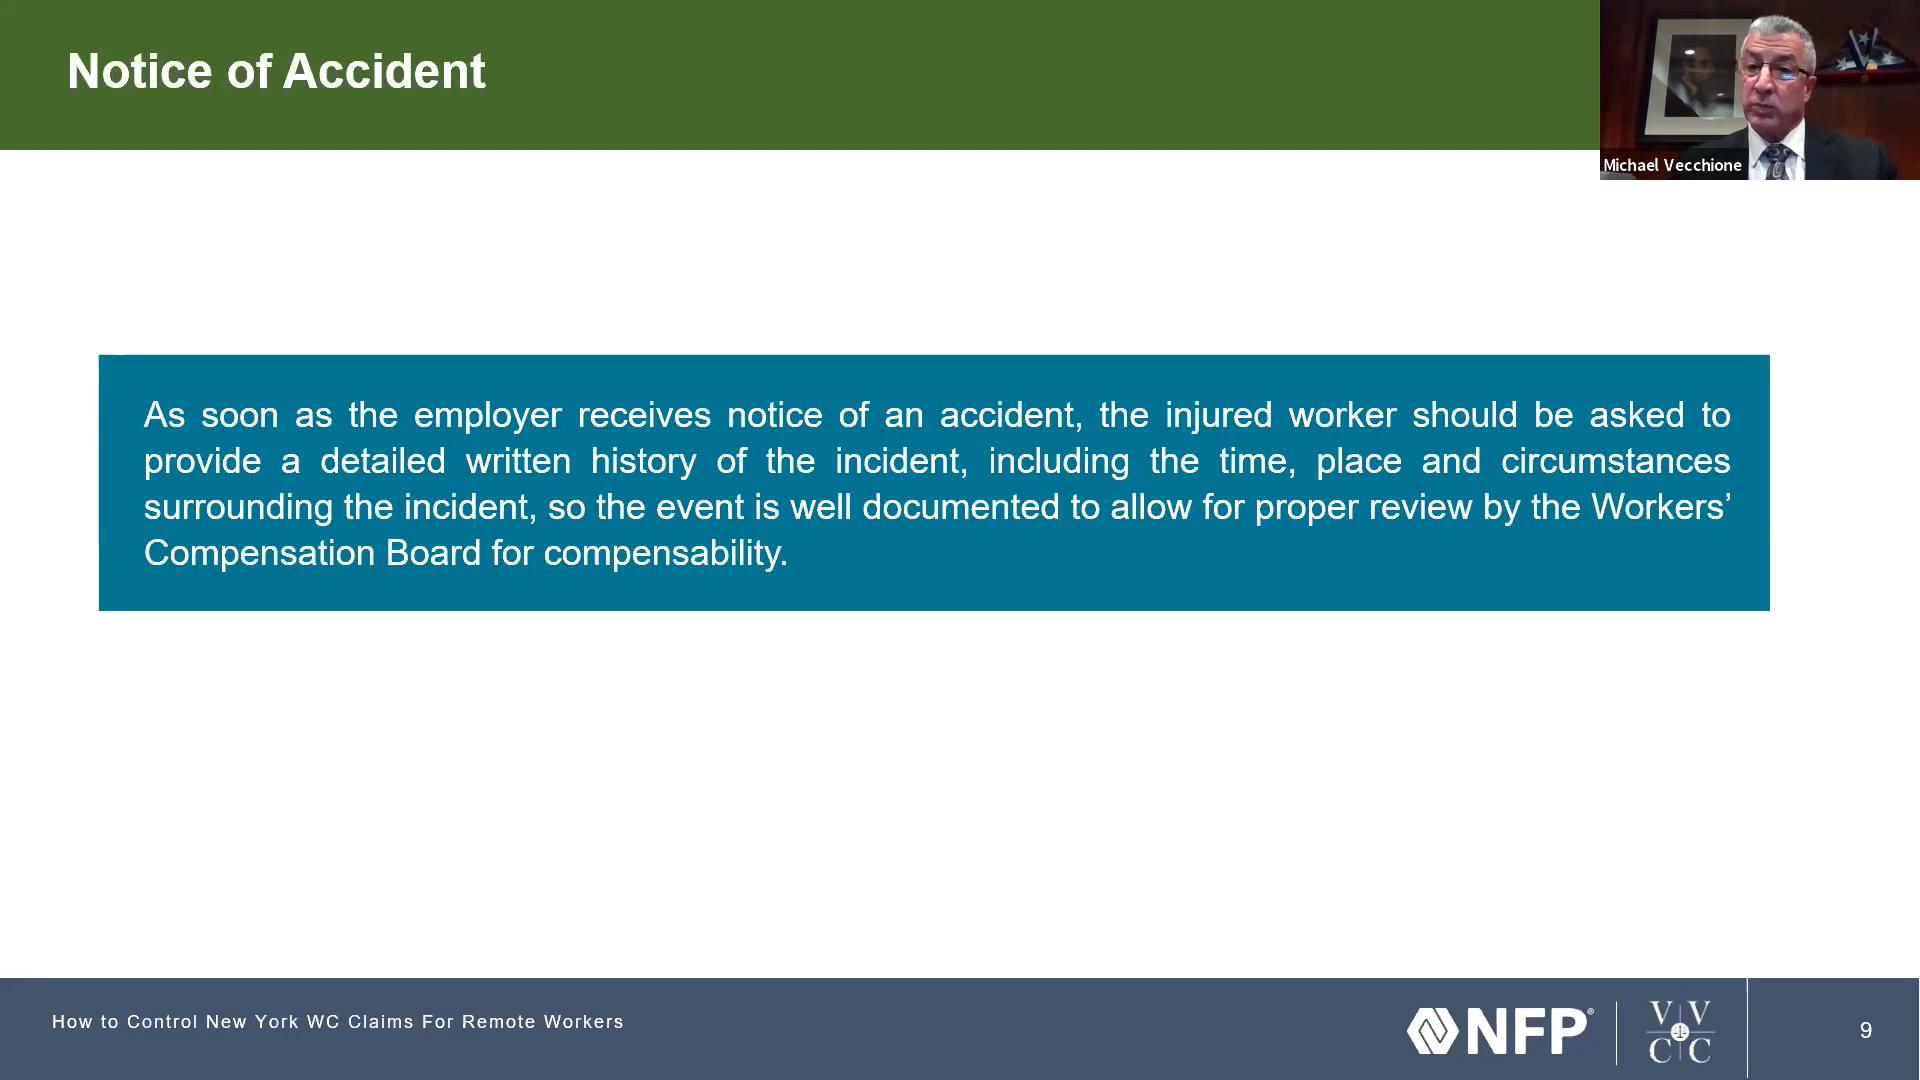 Notice of Accident
Michael Vecchione
As soon as the employer receives notice of an accident, the injured worker should be asked to
provide a detailed written history of the incident, including the time, place and circumstances
surrounding the incident, so the event is well documented to allow for proper review by the Workers’
Compensation Board for compensability.
How to Control New York WC Claims For Remote Workers
NFP®
V V
C C
9